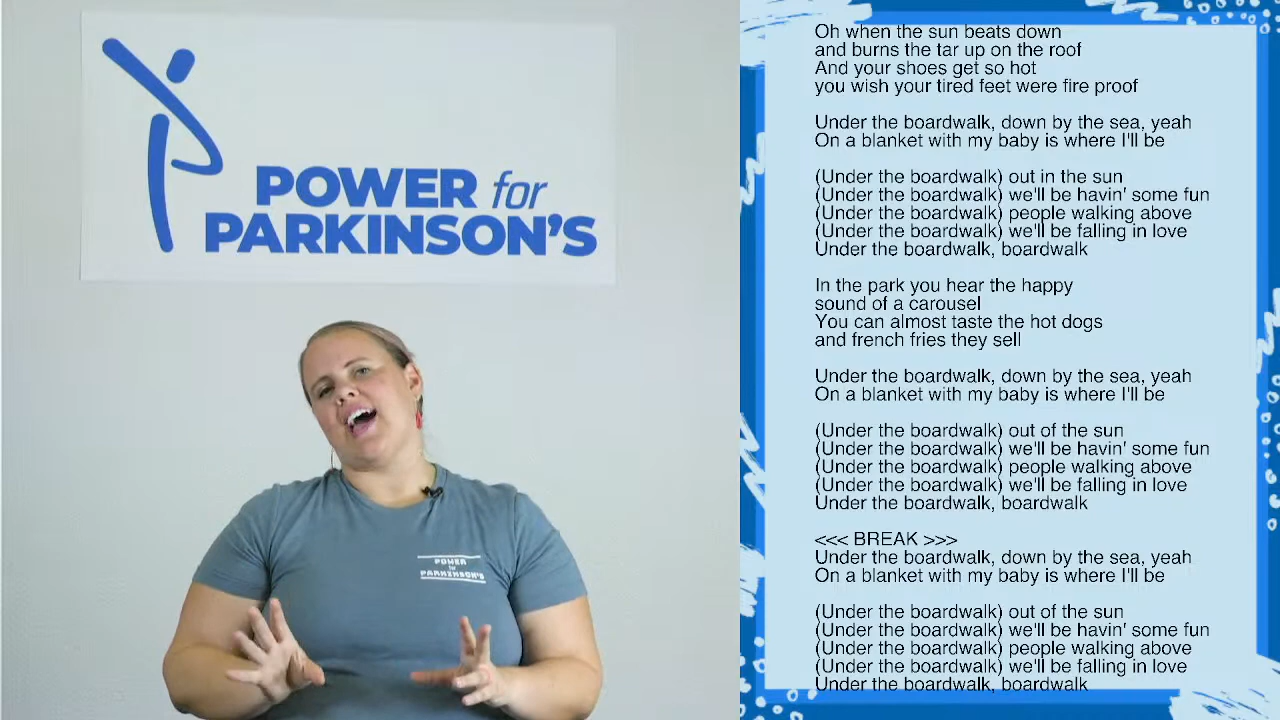 POWER for
PARKINSON'S
POWER
for
PARKINSON'S
Oh when the sun beats down
and burns the tar up on the roof
And your shoes get so hot
you wish your tired feet were fire proof
Under the boardwalk, down by the sea, yeah
On a blanket with my baby is where I'll be
(Under the boardwalk) out in the sun
(Under the boardwalk) we'll be havin' some fun
(Under the boardwalk) people walking above
(Under the boardwalk) we'll be falling in love
Under the boardwalk, boardwalk
In the park you hear the happy
sound of a carousel
You can almost taste the hot dogs
and french fries they sell
Under the boardwalk, down by the sea, yeah
On a blanket with my baby is where I'll be
(Under the boardwalk) out of the sun
(Under the boardwalk) we'll be havin' some fun
(Under the boardwalk) people walking above
(Under the boardwalk) we'll be falling in love
Under the boardwalk, boardwalk
<<< BREAK >>>
Under the boardwalk, down by the sea, yeah
On a blanket with my baby is where I'll be
(Under the boardwalk) out of the sun
(Under the boardwalk) we'll be havin' some fun
(Under the boardwalk) people walking above
(Under the boardwalk) we'll be falling in love
Under the boardwalk, boardwalk